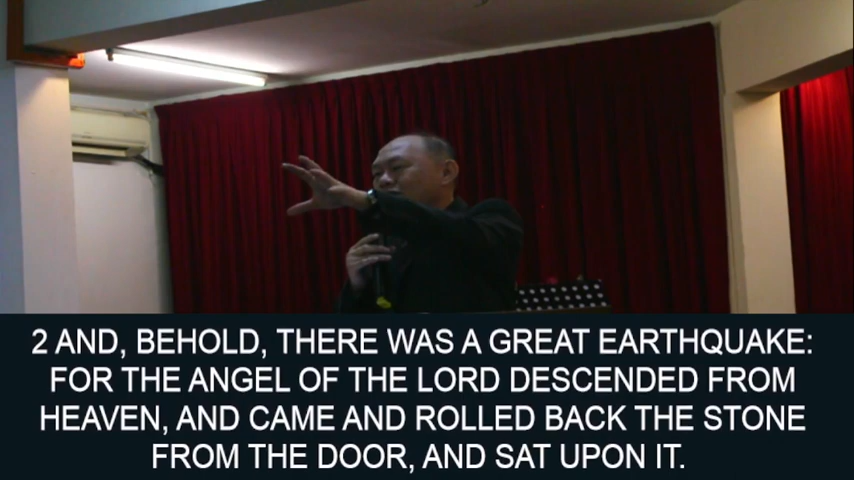 2 AND, BEHOLD, THERE WAS A GREAT EARTHQUAKE:
FOR THE ANGEL OF THE LORD DESCENDED FROM
HEAVEN, AND CAME AND ROLLED BACK THE STONE
FROM THE DOOR, AND SAT UPON IT.